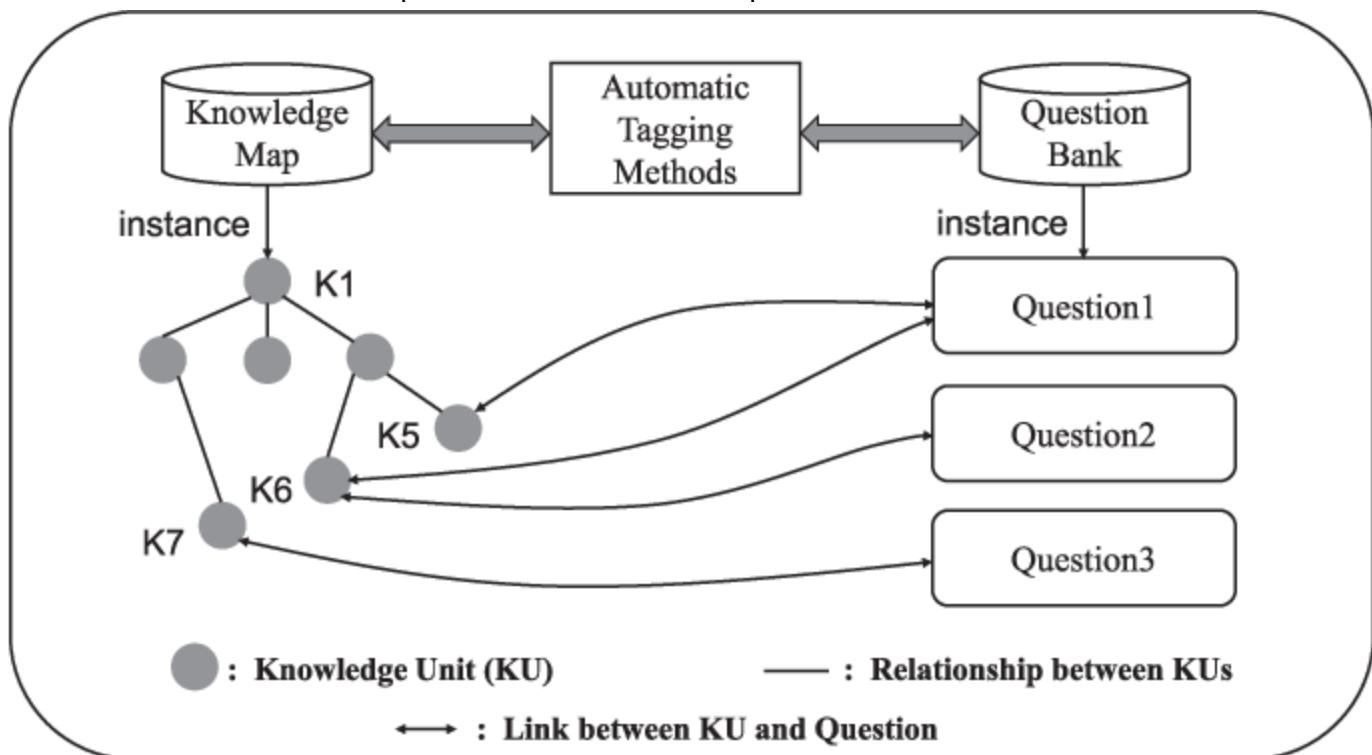 Knowledge
Map
Automatic
Tagging
Methods
Question
Bank
instance
instance
K1
Question1
K5
Question2
K6
K7
Question3
: Knowledge Unit (KU)
: Relationship between KUs
: Link between KU and Question